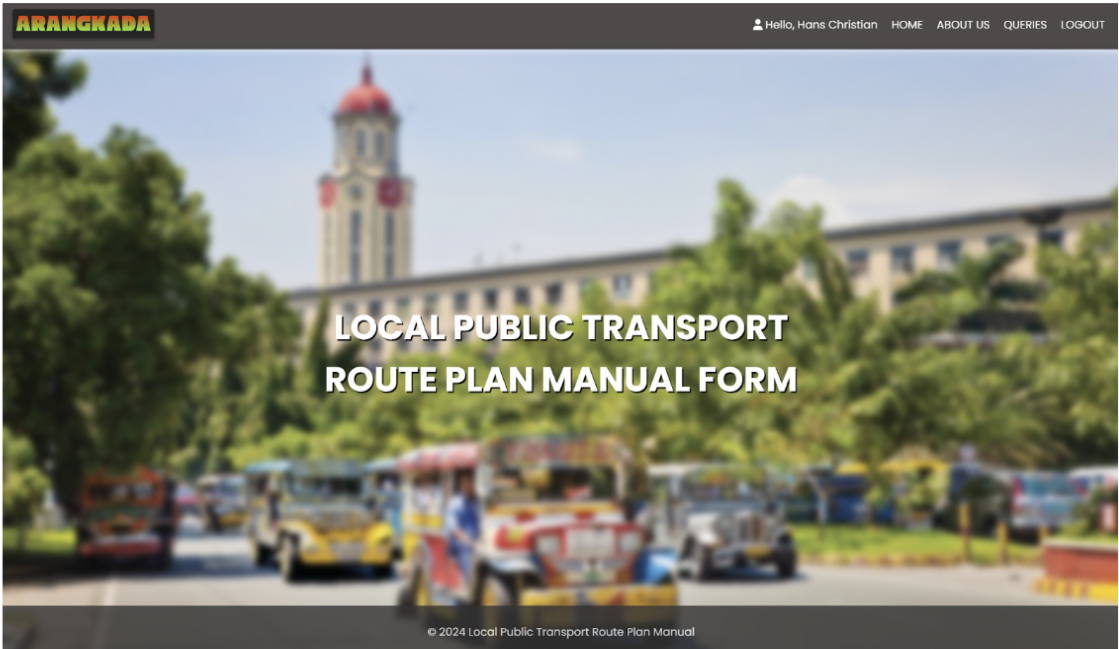 ARANGKADA
Hello, Hans Christian HOME ABOUT US QUERIES LOGOUT
LOCAL PUBLIC TRANSPORT
ROUTE PLAN MANUAL FORM
© 2024 Local Public Transport Route Plan Manual